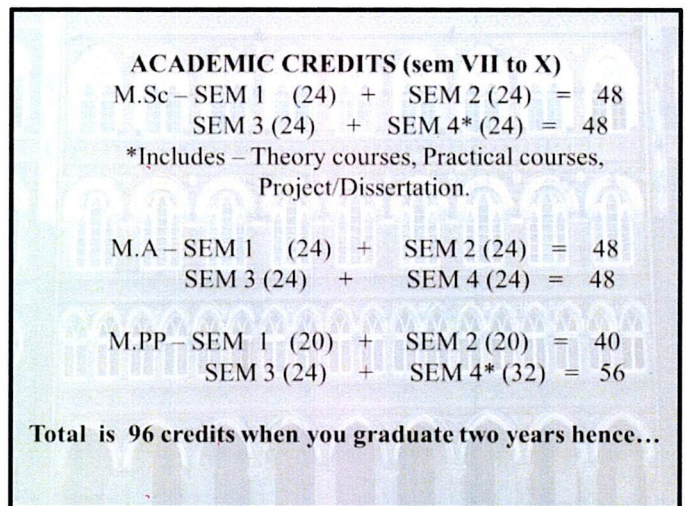 ACADEMIC CREDITS (sem VII to X)
M.Sc – SEM 1 (24) + SEM 2 (24) = 48
SEM 3 (24) + SEM 4* (24) = 48
*Includes – Theory courses, Practical courses,
Project/Dissertation.
M.A – SEM 1 (24) + SEM 2 (24) = 48
SEM 3 (24) + SEM 4 (24) = 48
M.PP – SEM 1 (20) + SEM 2 (20) = 40
SEM 3 (24) + SEM 4* (32) = 56
Total is 96 credits when you graduate two years hence…